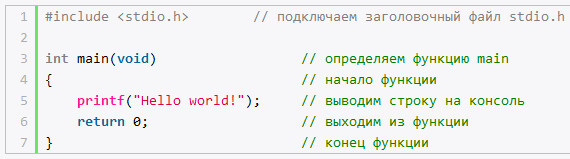 1 #include <stdio.h> // подключаем заголовочный файл stdio.h
2
3 int main(void) // определяем функцию main
4 { // начало функции
5 printf("Hello world!"); // выводим строку на консоль
6 return 0; // выходим из функции
7 } // конец функции